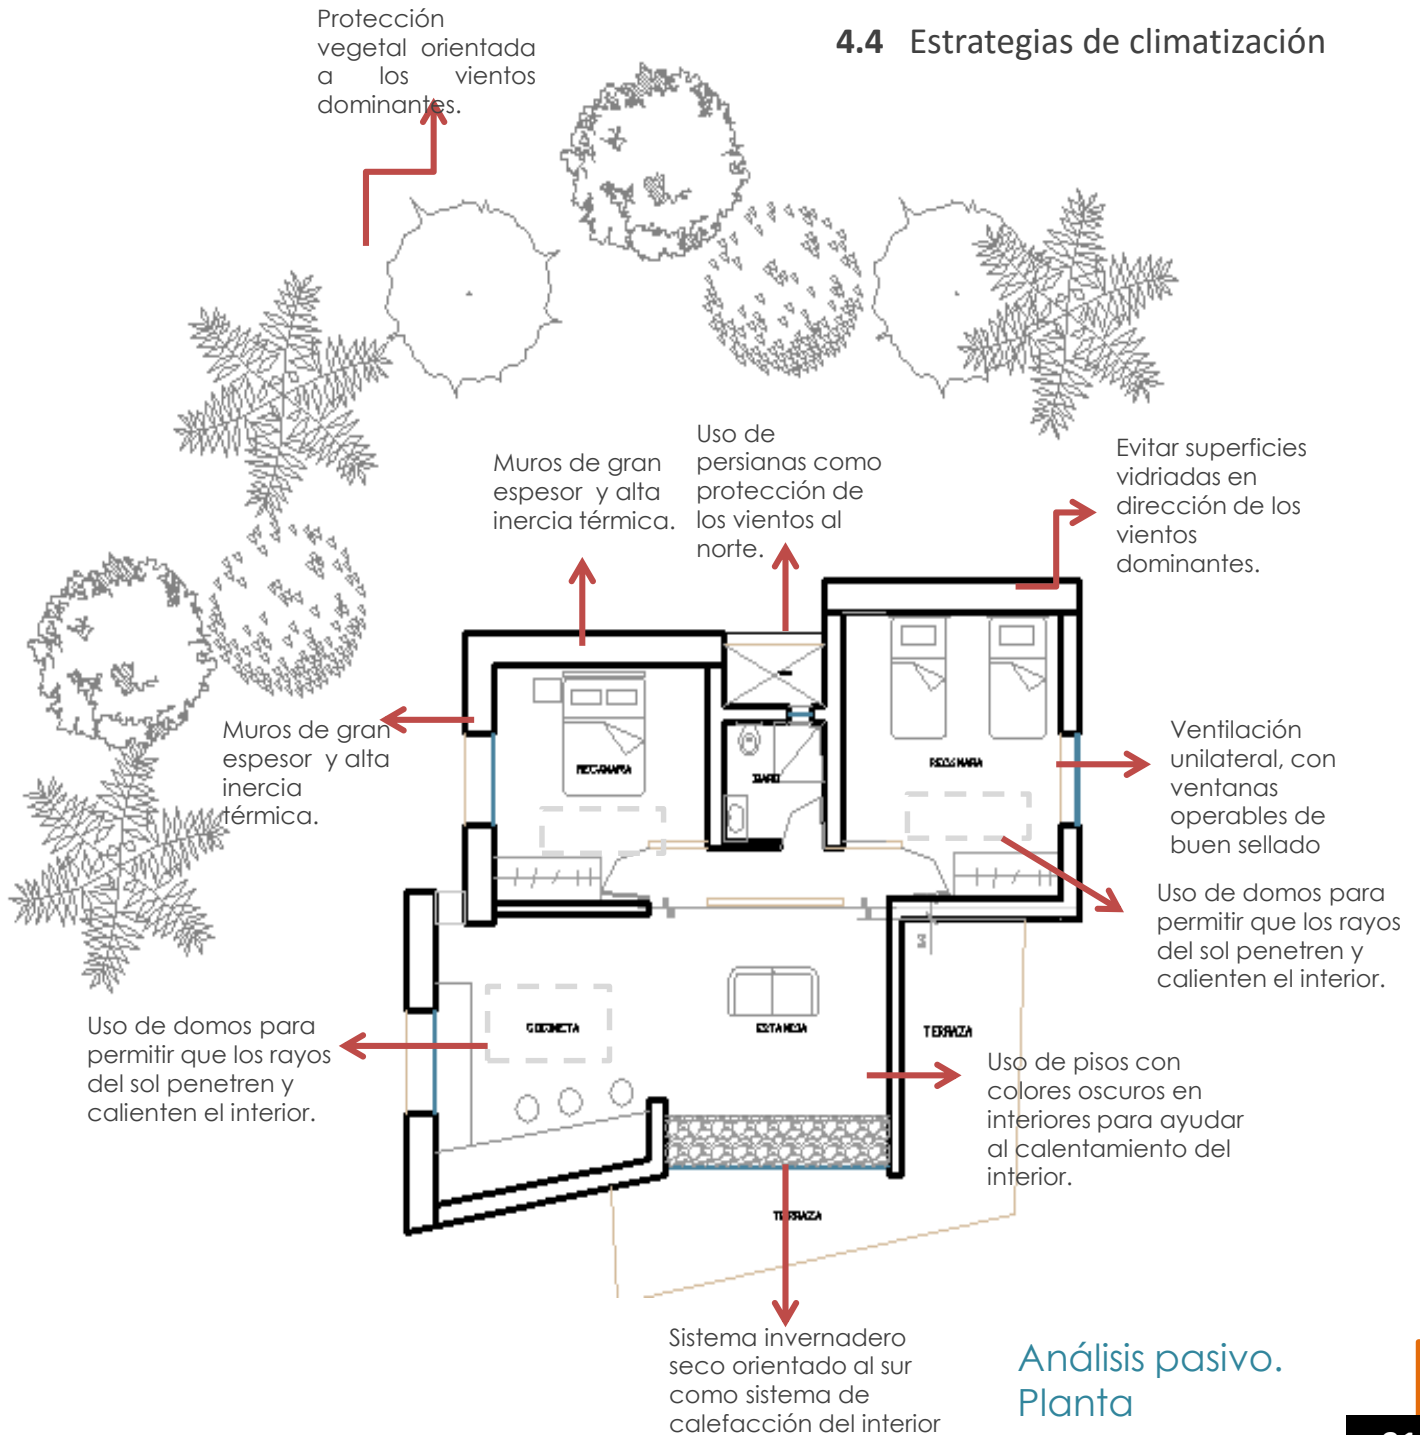 4.4 Estrategias de climatización
Protección
vegetal orientada
a los vientos
dominantes.
Muros de gran
espesor y alta
inercia térmica.
Uso de
persianas como
protección de
los vientos al
norte.
Evitar superficies
vidriadas en
dirección de los
vientos
dominantes.
Muros de gran
espesor y alta
inercia
térmica.
RECAMARA
BAÑO
RECAMARA
Ventilación
unilateral, con
ventanas
operables de
buen sellado
Uso de domos para
permitir que los rayos
del sol penetren y
calienten el interior.
Uso de domos para
permitir que los rayos
del sol penetren y
calienten el interior.
COCINETA
ESTANCIA
TERRAZA
Uso de pisos con
colores oscuros en
interiores para ayudar
al calentamiento del
interior.
TERRAZA
Sistema invernadero
seco orientado al sur
como sistema de
calefacción del interior
Análisis pasivo.
Planta